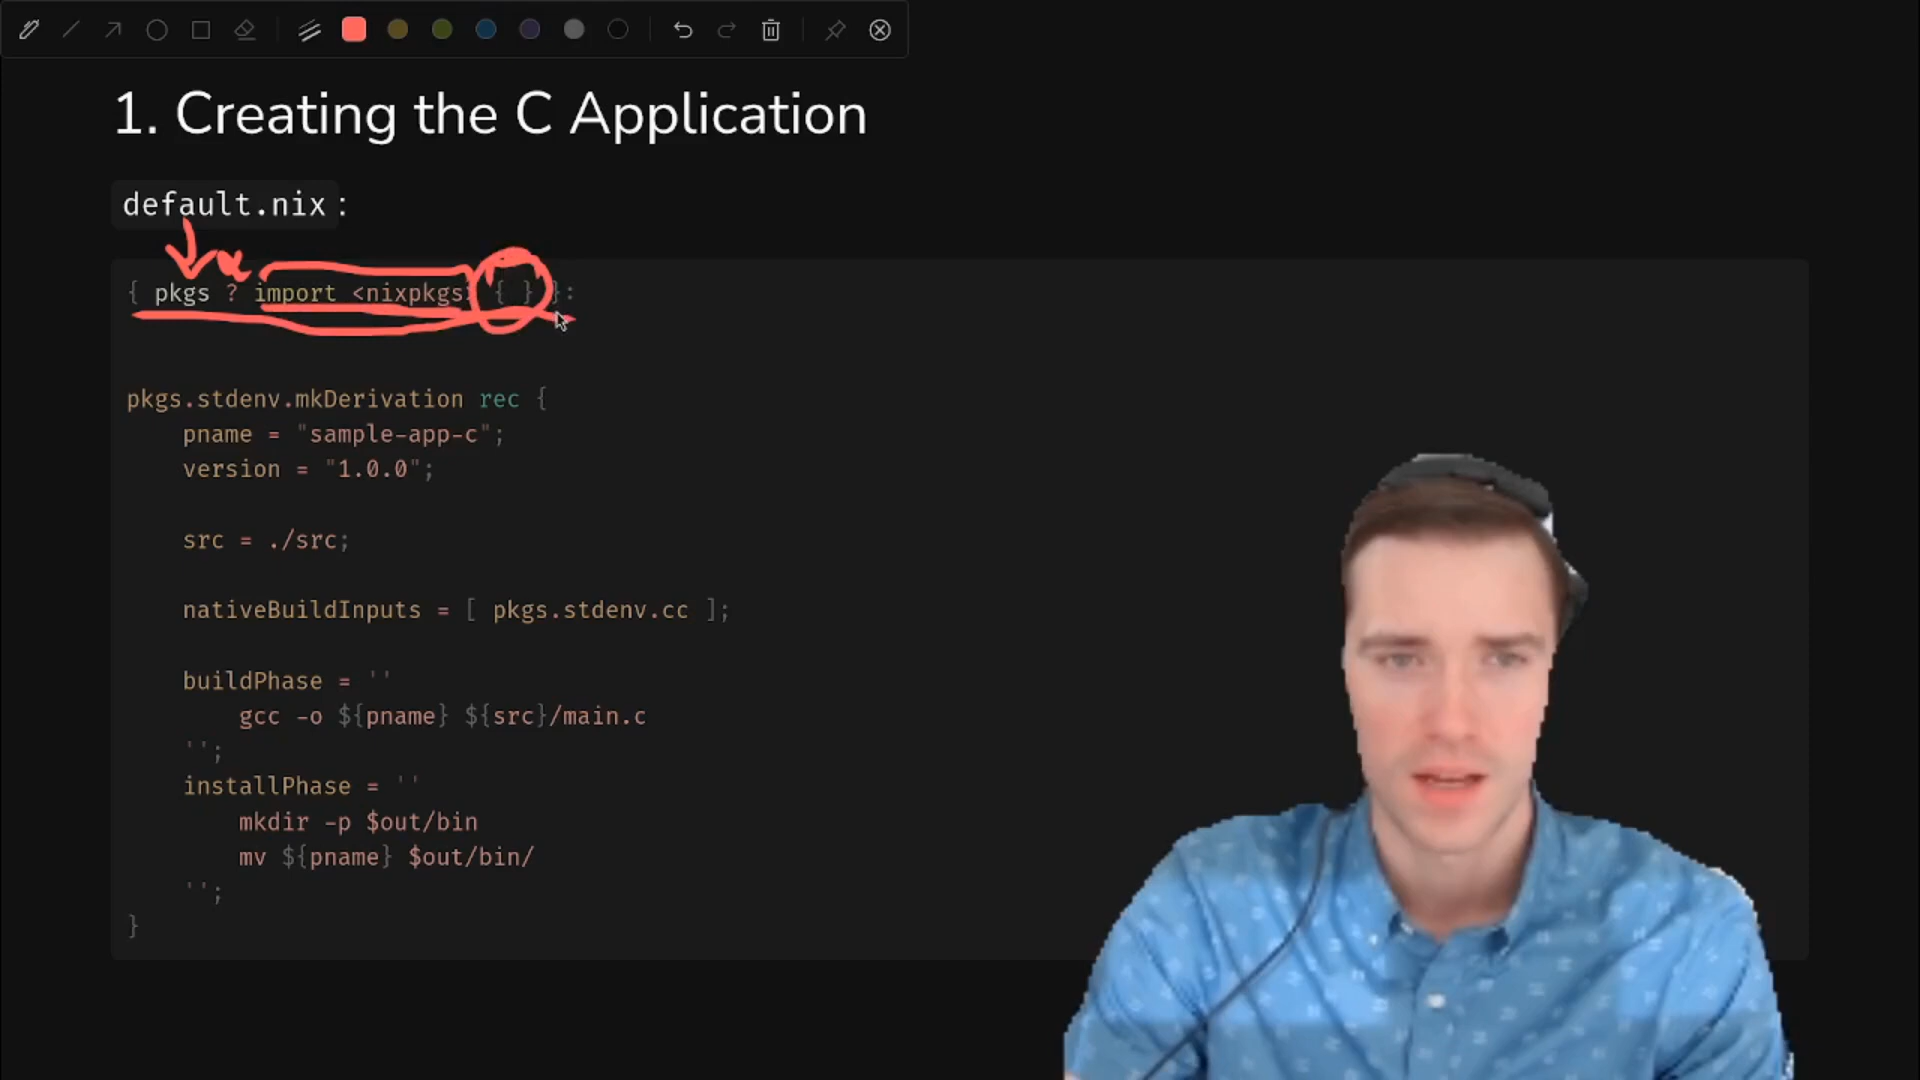 1. Creating the C Application
default.nix:
{ pkgs ? import <nixpkgs> { } }:
pkgs.stdenv.mkDerivation rec {
pname = "sample-app-c";
version = "1.0.0";
src = ./src;
nativeBuildInputs = [ pkgs.stdenv.cc ];
buildPhase = ''
gcc -o ${pname} ${src}/main.c
'';
installPhase = ''
mkdir -p $out/bin
mv ${pname} $out/bin/
'';
}